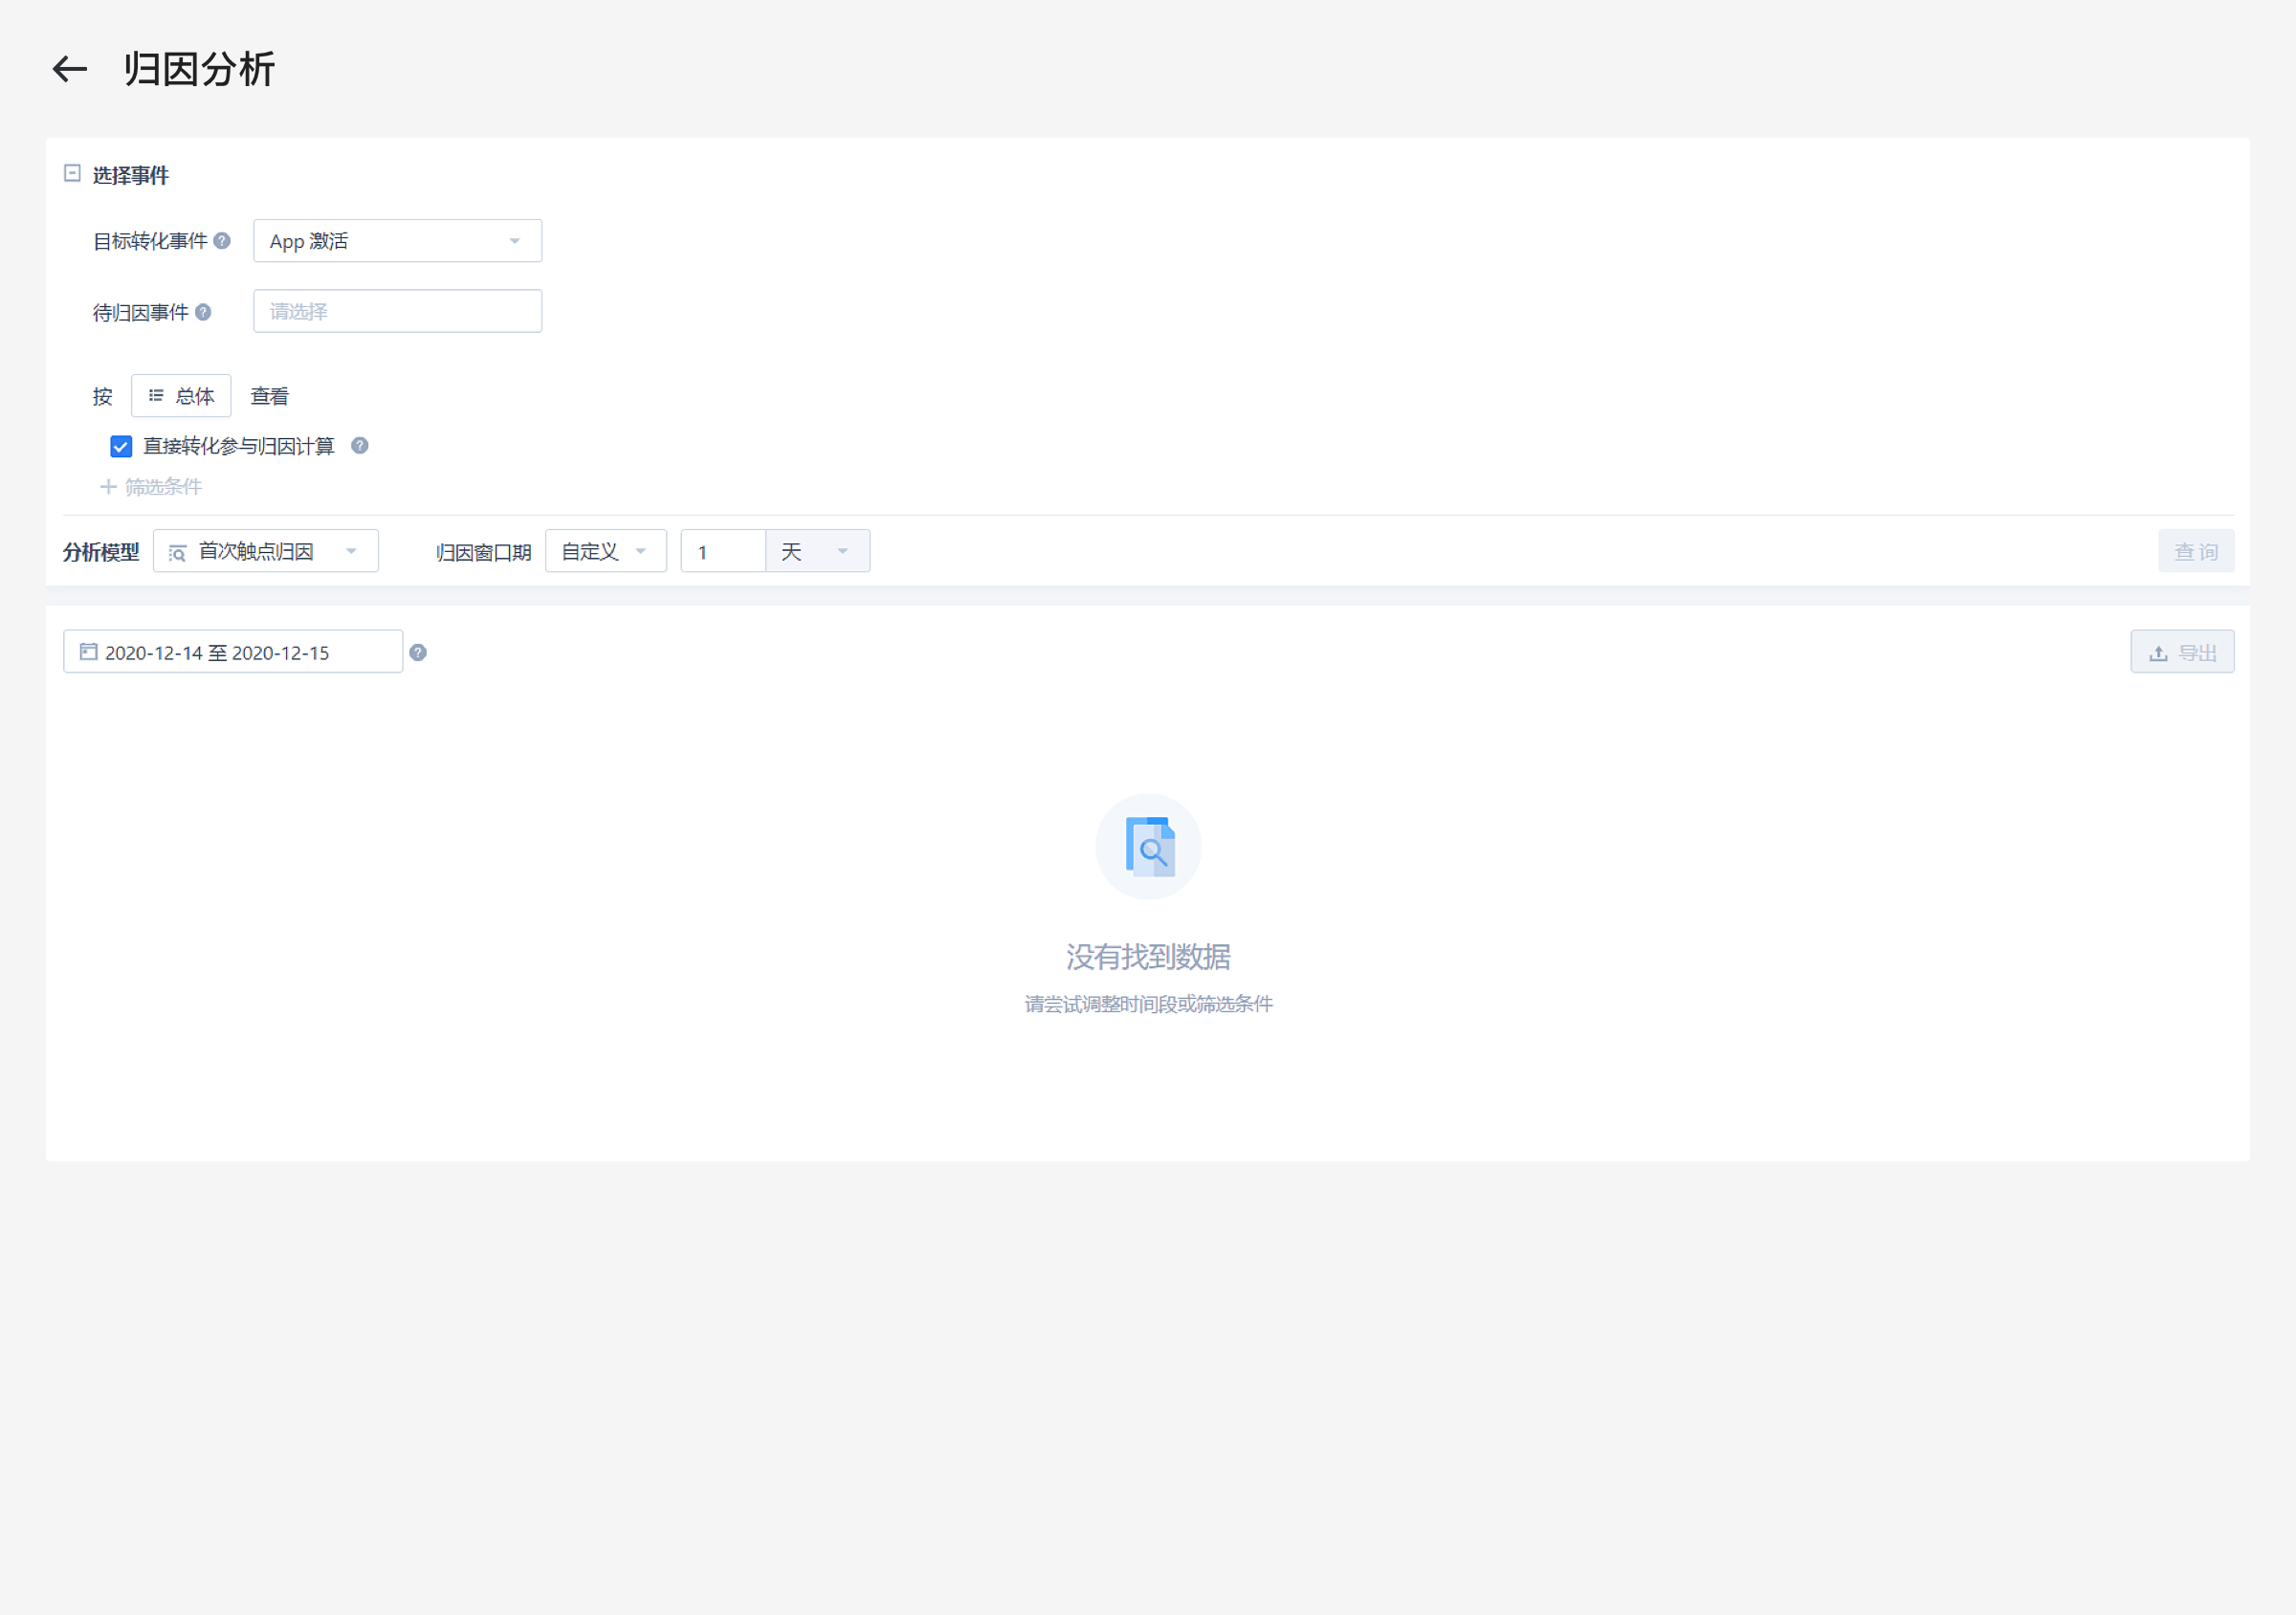 归因分析
选择事件
目标转化事件 App 激活
待归因事件 请选择
按 总体 查看
直接转化参与归因计算
筛选条件
分析模型 首次触点归因 归因窗口期 自定义 1 天 查询
2020-12-14 至 2020-12-15 导出
没有找到数据
请尝试调整时间段或筛选条件